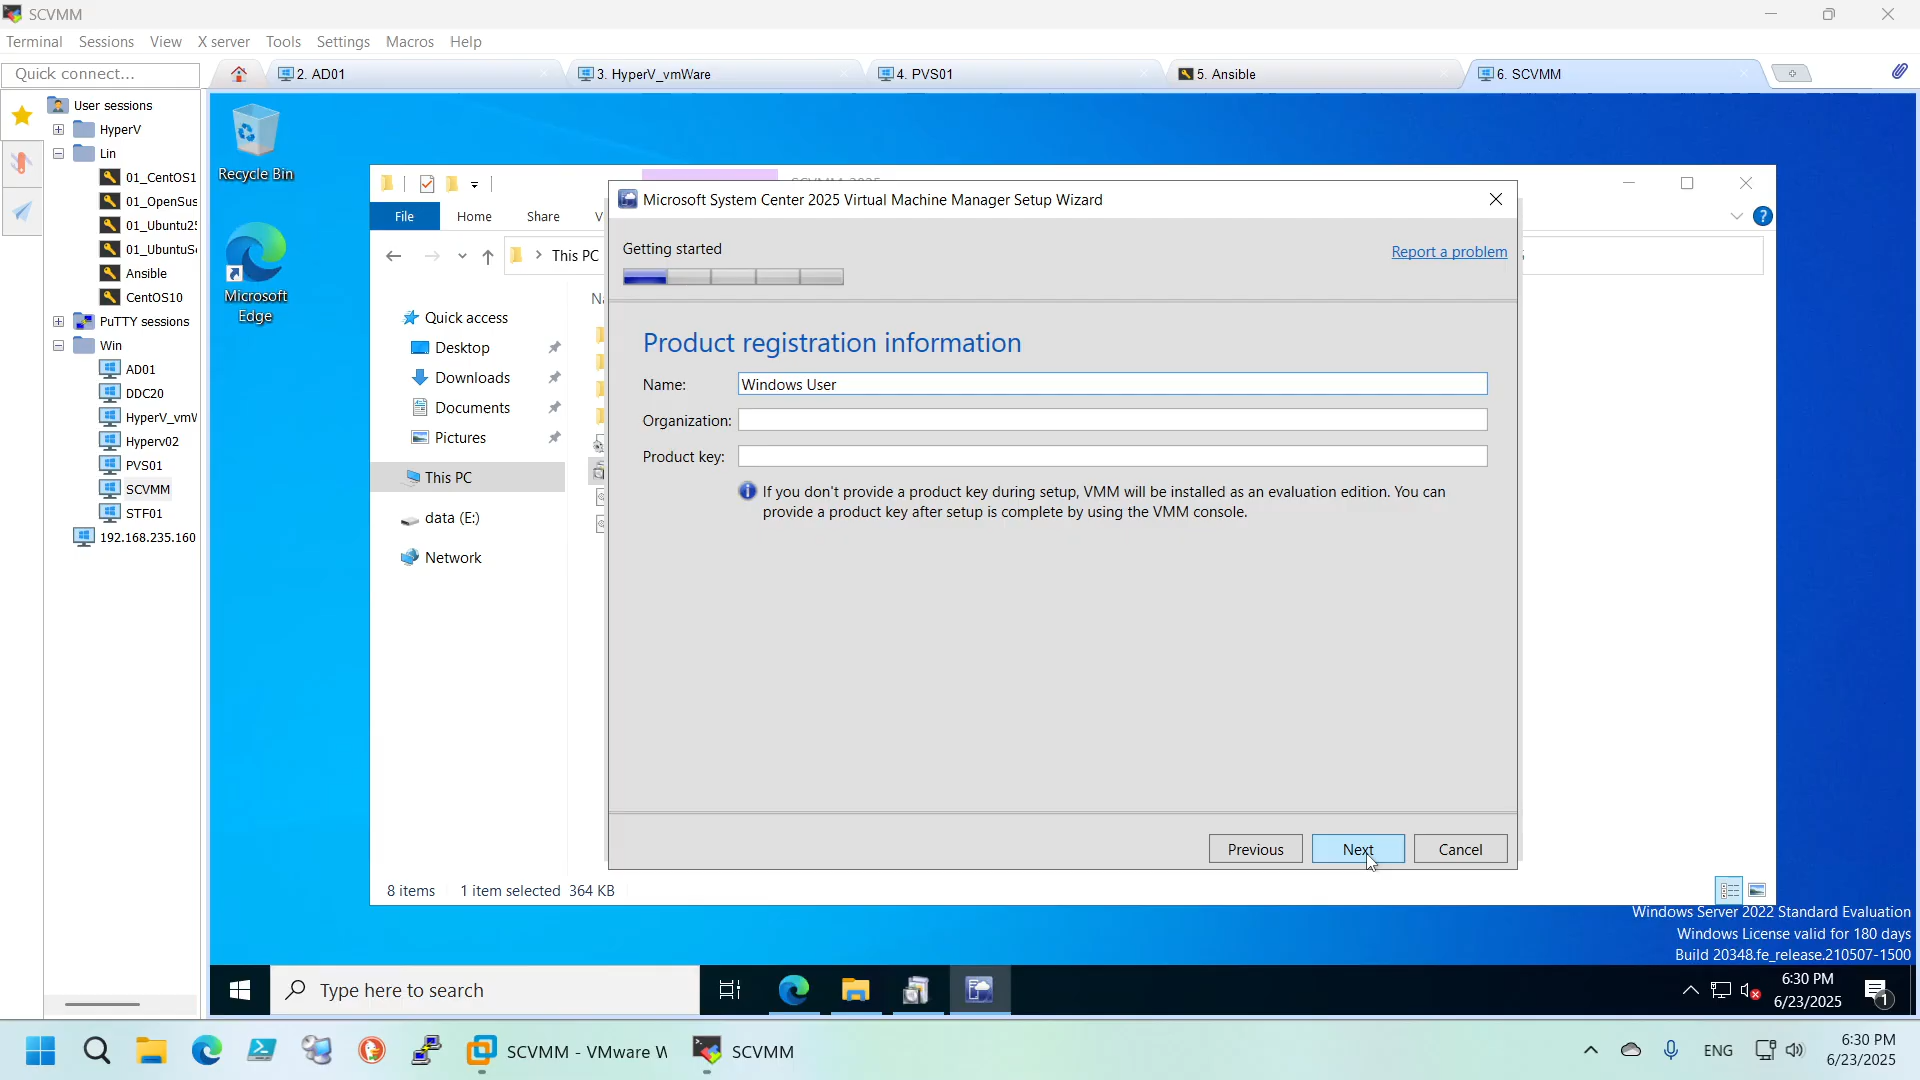 SCVMM
Terminal Sessions View X server Tools Settings Macros Help
Quick connect...
2. AD01
3. HyperV_vmWare
4. PVS01
5. Ansible
6. SCVMM
User sessions
HyperV
Lin
01_CentOS1
01_OpenSus
01_Ubuntu2
01_UbuntuS
Ansible
CentOS10
PuTTY sessions
Win
AD01
DDC20
HyperV_vm
Hyperv02
PVS01
SCVMM
STF01
192.168.235.160
Recycle Bin
Microsoft
Edge
File Home Share V
This PC
Quick access
Desktop
Downloads
Documents
Pictures
This PC
data (E:)
Network
8 items 1 item selected 364 KB
Microsoft System Center 2025 Virtual Machine Manager Setup Wizard
Getting started
Report a problem
Product registration information
Name: Windows User
Organization:
Product key:
If you don't provide a product key during setup, VMM will be installed as an evaluation edition. You can
provide a product key after setup is complete by using the VMM console.
Previous Next Cancel
Windows Server 2022 Standard Evaluation
Windows License valid for 180 days
Build 20348.fe_release.210507-1500
Type here to search
6:30 PM
6/23/2025
1
SCVMM - VMware W
SCVMM
ENG
6:30 PM
6/23/2025